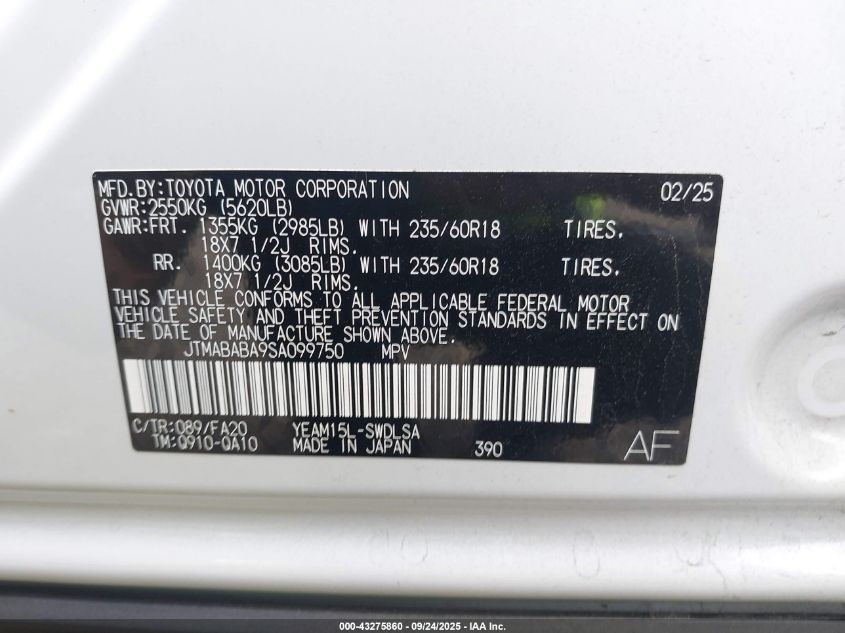 MFD. BY: TOYOTA MOTOR CORPORATION 02/25
GVWR: 2550KG (5620LB)
GAWR: FRT. 1355KG (2985LB) WITH 235/60R18 TIRES.
18X7 1/2J RIMS.
RR. 1400KG (3085LB) WITH 235/60R18 TIRES.
18X7 1/2J RIMS.
THIS VEHICLE CONFORMS TO ALL APPLICABLE FEDERAL MOTOR
VEHICLE SAFETY AND THEFT PREVENTION STANDARDS IN EFFECT ON
THE DATE OF MANUFACTURE SHOWN ABOVE.
JTMABABA9SA099750 MPV
C/TR: 089/FA20 YEAM15L-SWDLSA
TM: Q910-QA10 MADE IN JAPAN 390 AF
000-43275860 - 09/24/2025 - IAA Inc.